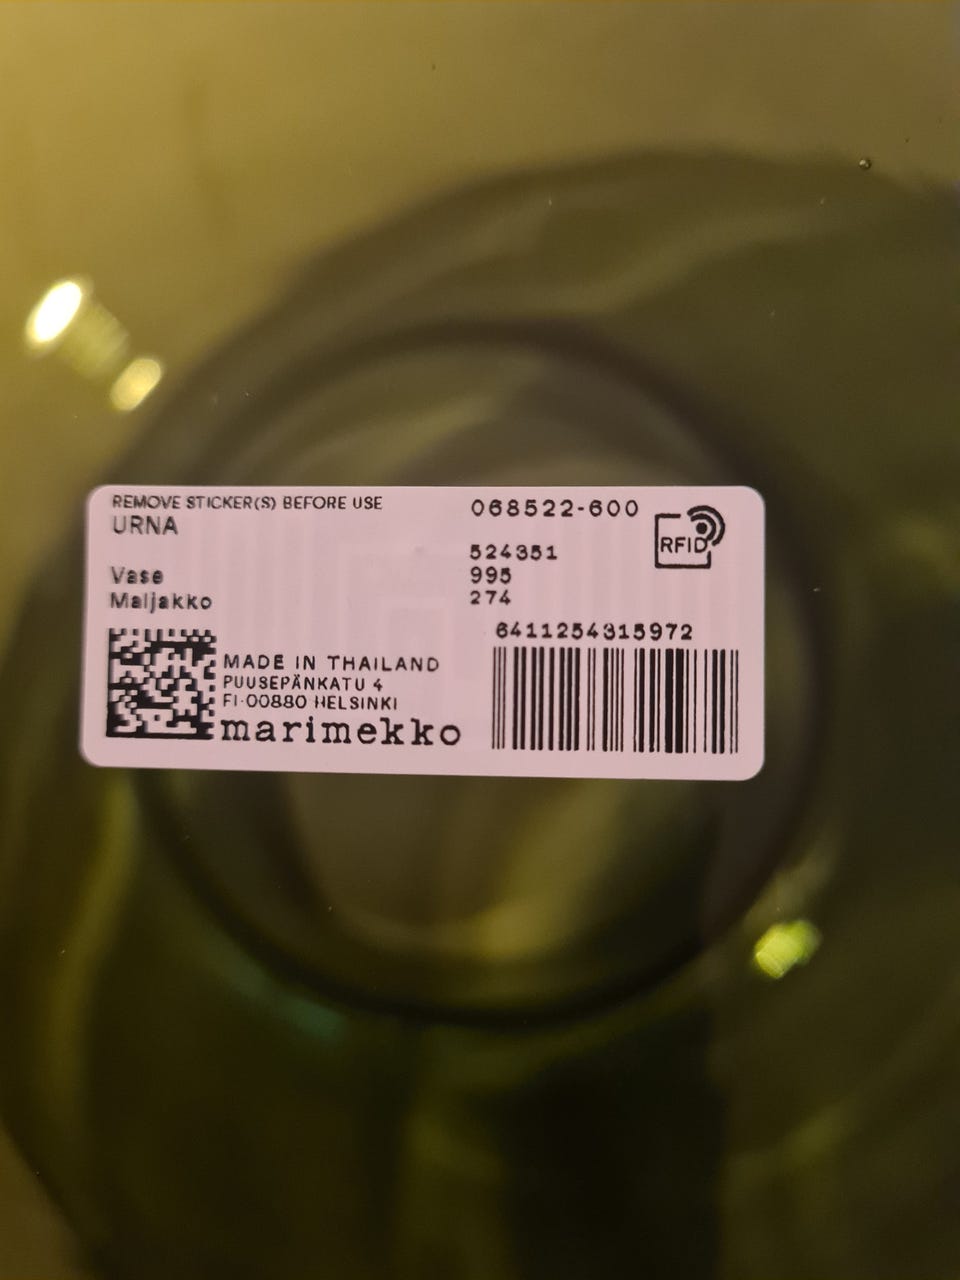 REMOVE STICKER(S) BEFORE USE
URNA
068522-600
RFID
524351
Vase
995
Maljakko
274
6411254315972
MADE IN THAILAND
PUUSEPÄNKATU 4
FI-00880 HELSINKI
marimekko